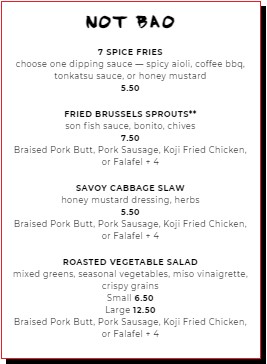 NOT BAO
7 SPICE FRIES
choose one dipping sauce — spicy aioli, coffee bbq,
tonkatsu sauce, or honey mustard
5.50
FRIED BRUSSELS SPROUTS**
son fish sauce, bonito, chives
7.50
Braised Pork Butt, Pork Sausage, Koji Fried Chicken,
or Falafel + 4
SAVOY CABBAGE SLAW
honey mustard dressing, herbs
5.50
Braised Pork Butt, Pork Sausage, Koji Fried Chicken,
or Falafel + 4
ROASTED VEGETABLE SALAD
mixed greens, seasonal vegetables, miso vinaigrette,
crispy grains
Small 6.50
Large 12.50
Braised Pork Butt, Pork Sausage, Koji Fried Chicken,
or Falafel + 4